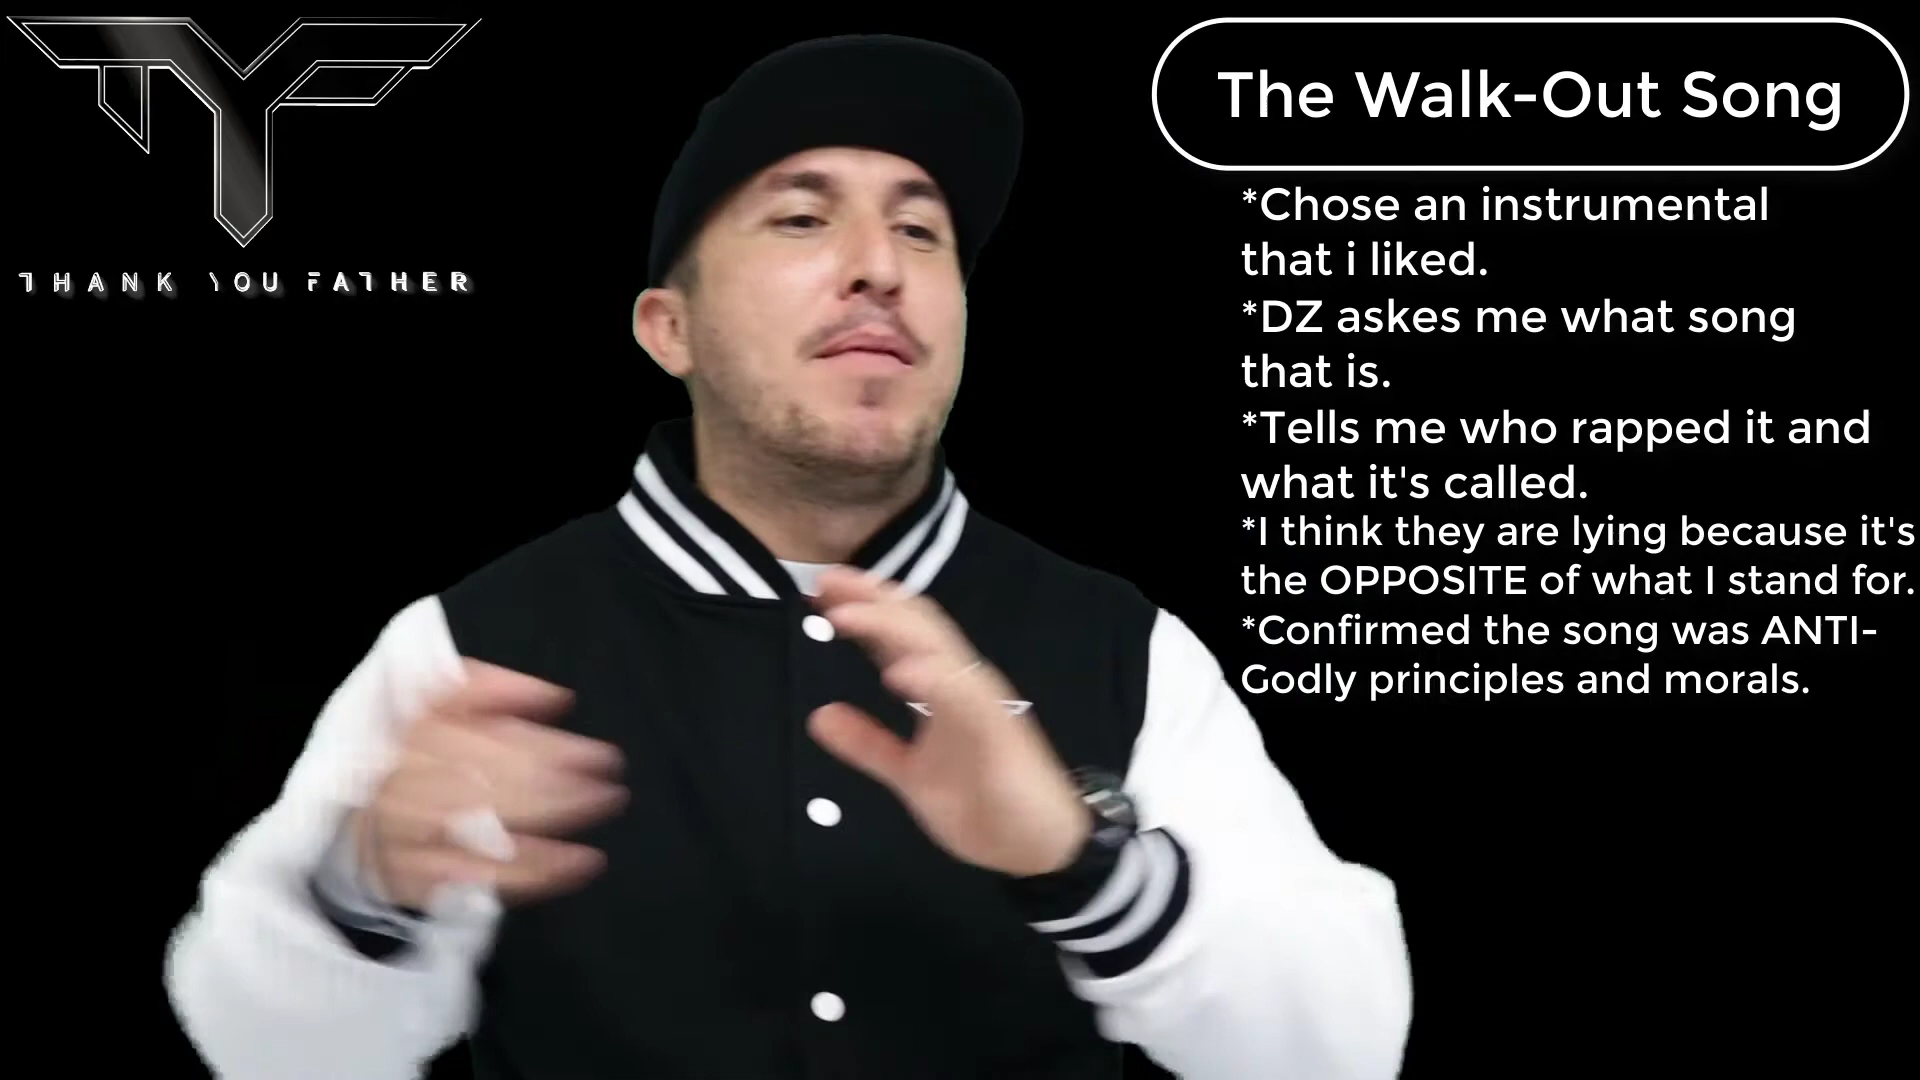 TYF
THANK YOU FATHER
The Walk-Out Song
*Chose an instrumental
that i liked.
*DZ askes me what song
that is.
*Tells me who rapped it and
what it's called.
*I think they are lying because it's
the OPPOSITE of what I stand for.
*Confirmed the song was ANTI-
Godly principles and morals.